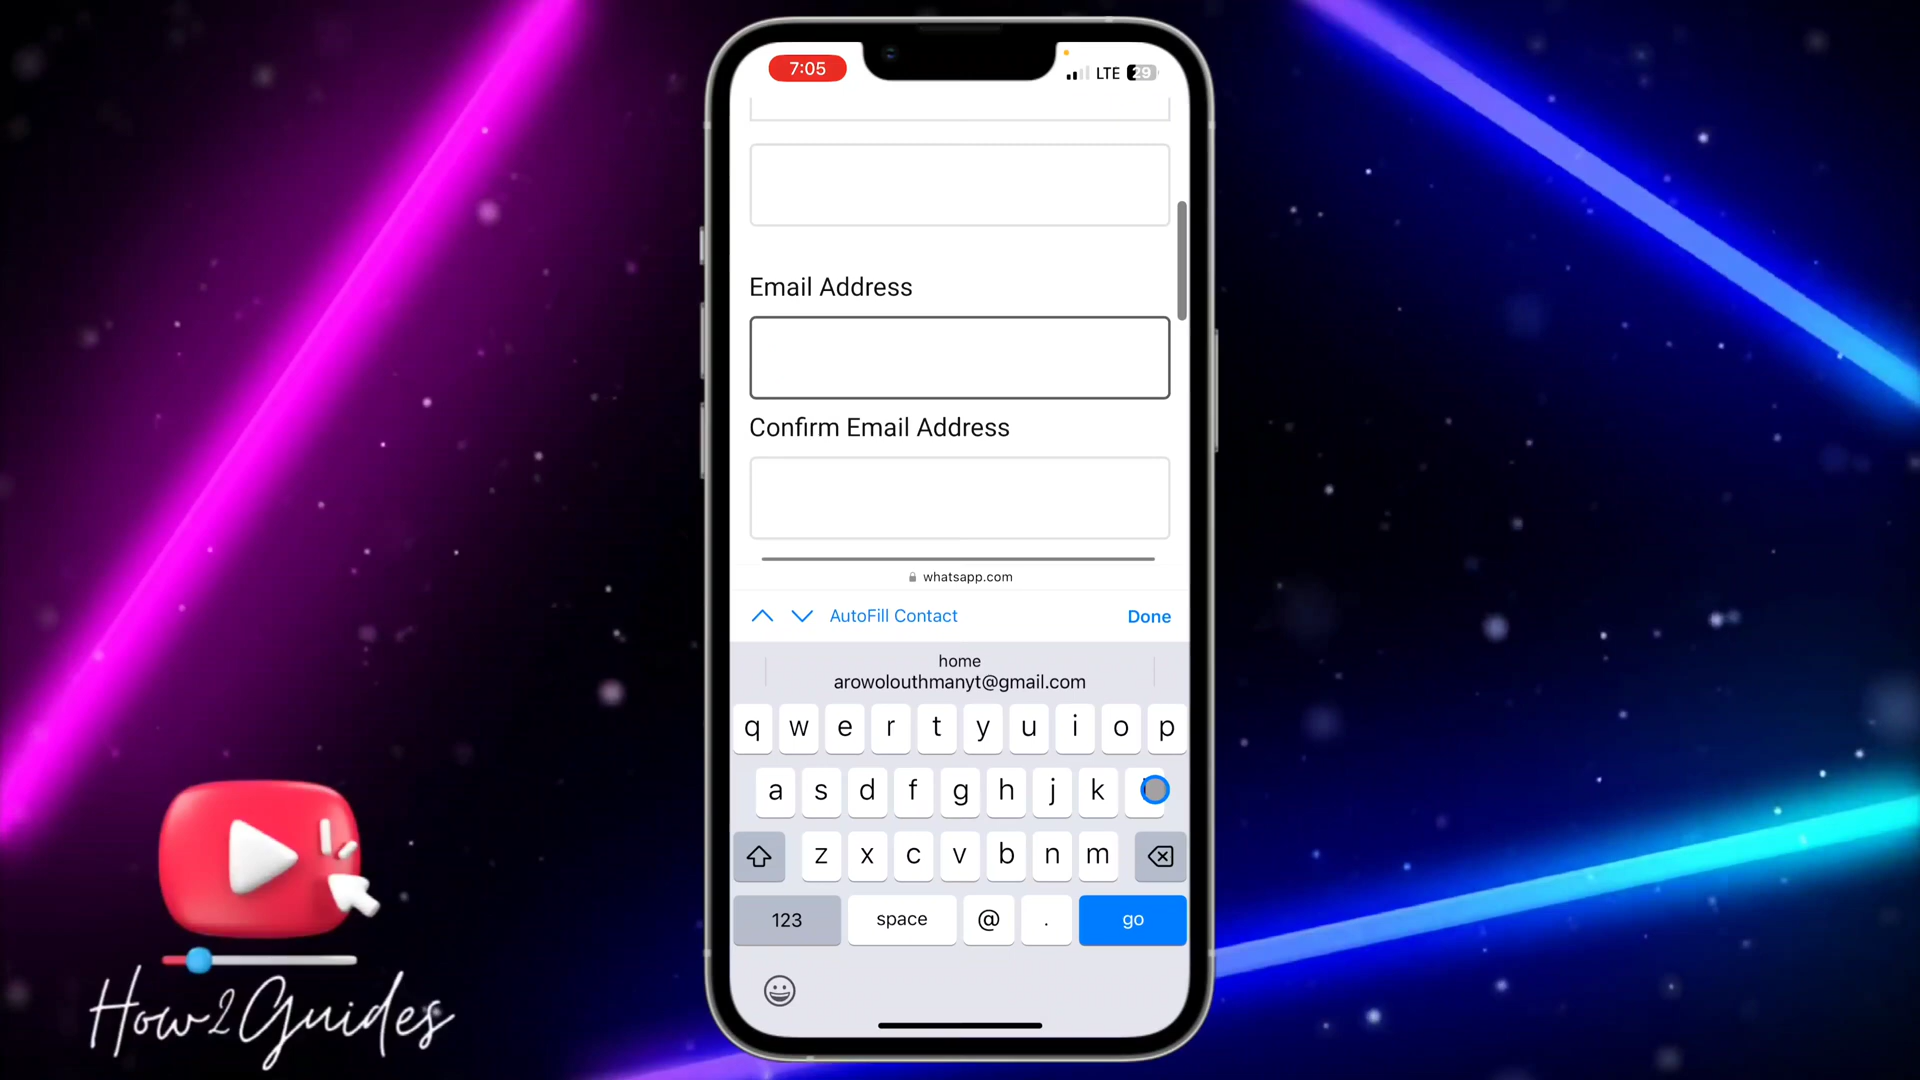 7:05
LTE 29
Email Address
Confirm Email Address
whatsapp.com
AutoFill Contact Done
home
arowolouthmanyt@gmail.com
q w e r t y u i o p
a s d f g h j k
z x c v b n m
123 space @ . go
How2Guides